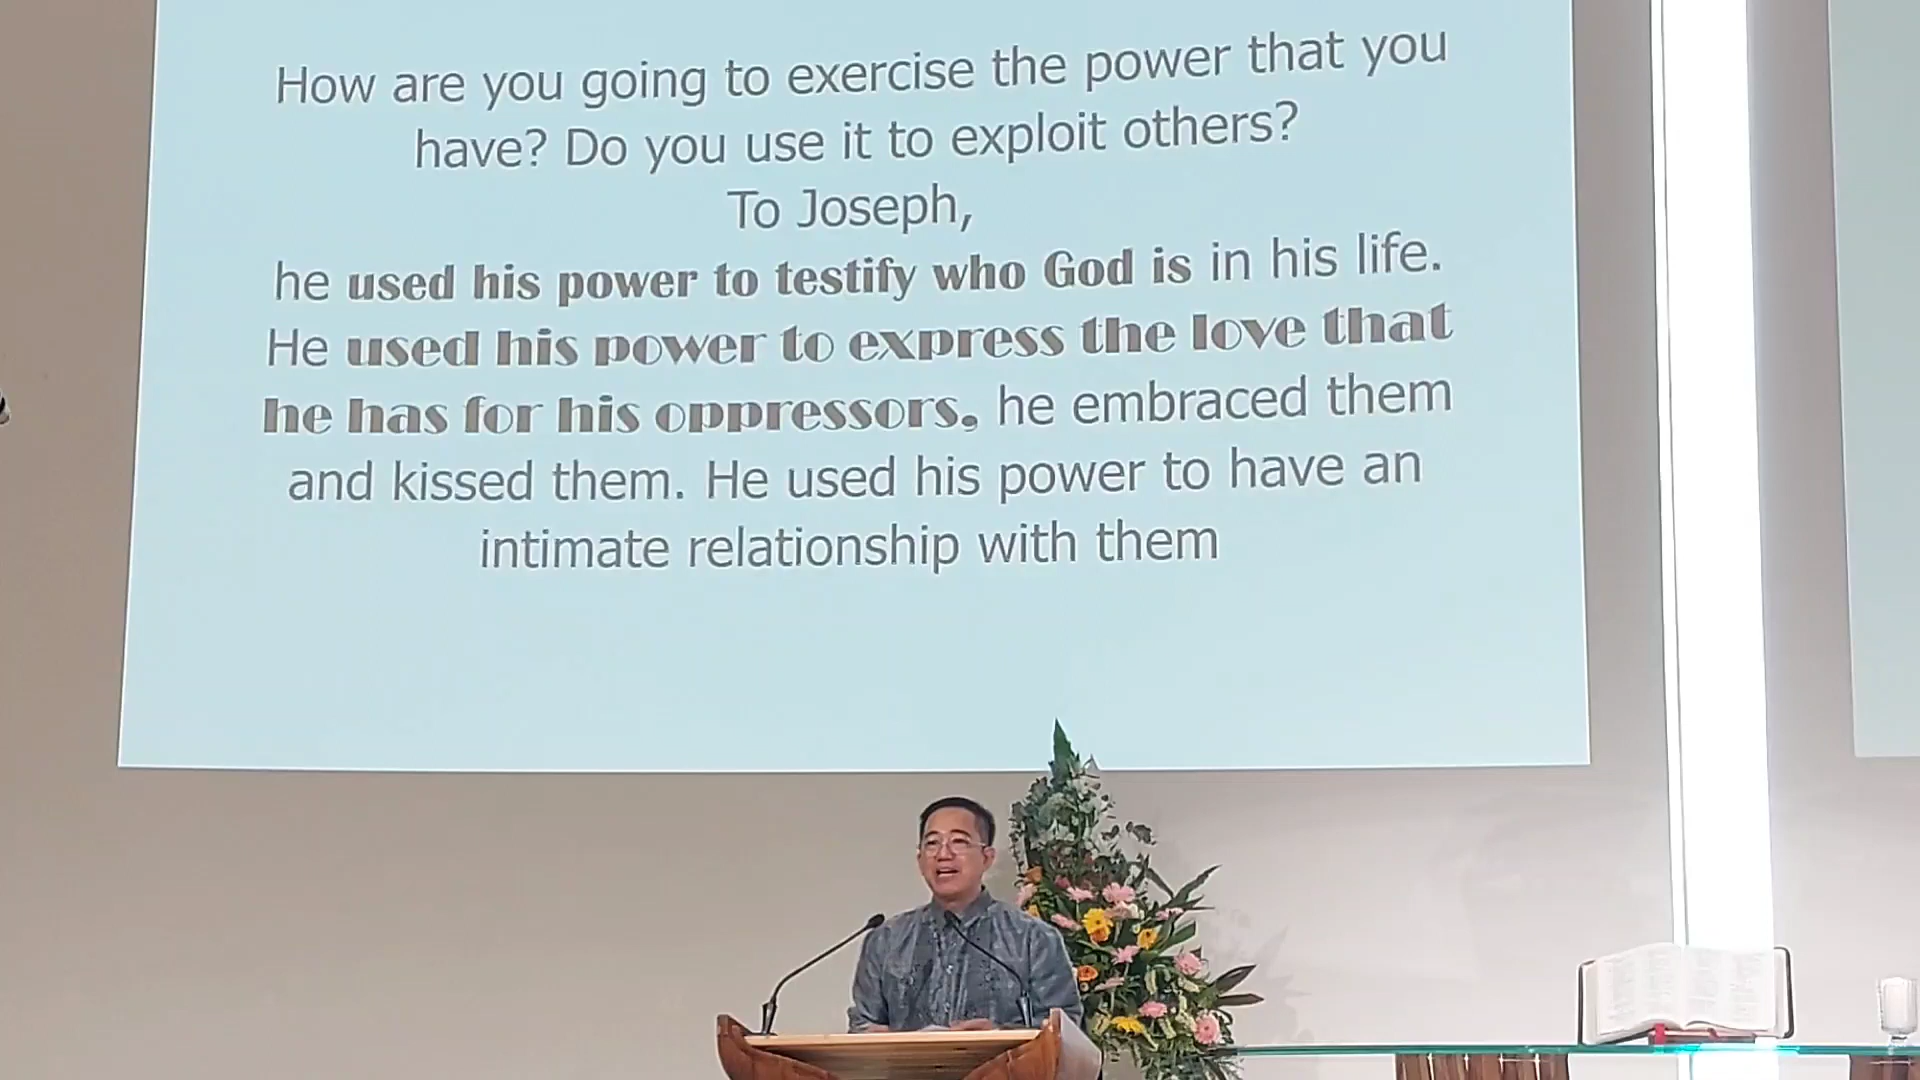 How are you going to exercise the power that you
have? Do you use it to exploit others?
To Joseph,
he used his power to testify who God is in his life.
He used his power to express the love that
he has for his oppressors, he embraced them
and kissed them. He used his power to have an
intimate relationship with them